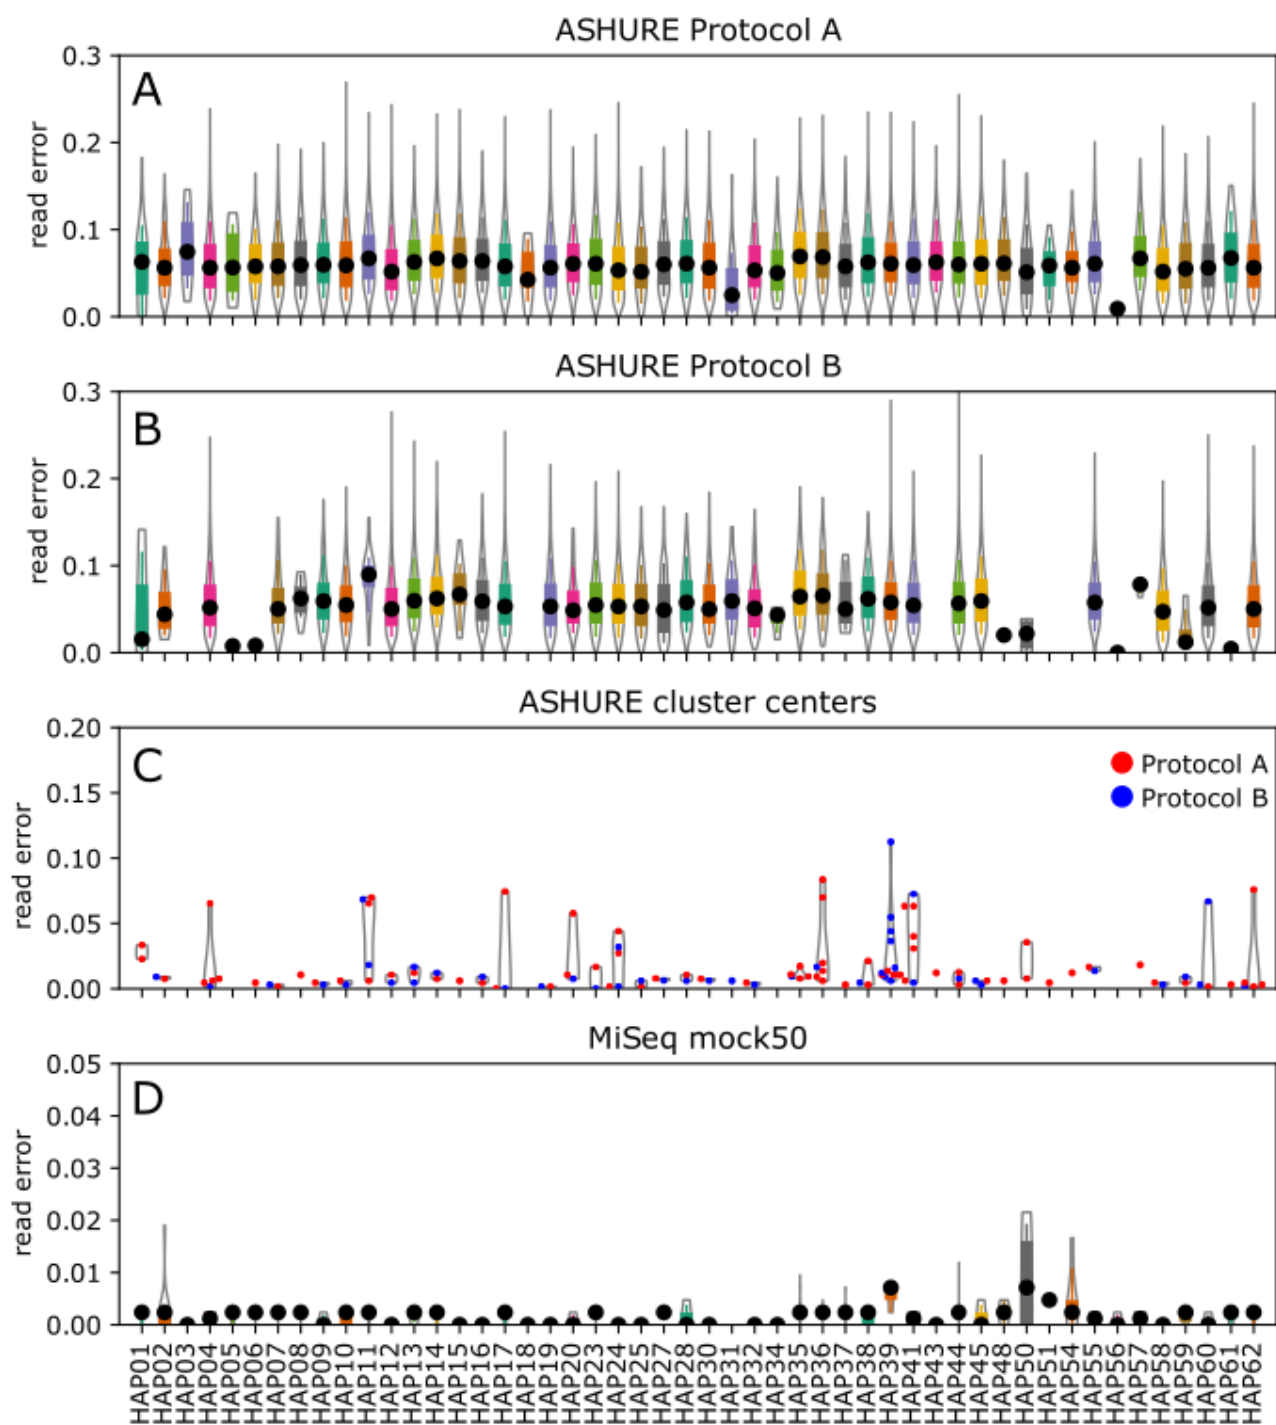 ASHURE Protocol A
A
read error
0.3
0.2
0.1
0.0
ASHURE Protocol B
B
read error
0.3
0.2
0.1
0.0
ASHURE cluster centers
C
read error
0.20
0.15
0.10
0.05
0.00
Protocol A
Protocol B
MiSeq mock50
D
read error
0.05
0.04
0.03
0.02
0.01
0.00
HAP01
HAP02
HAP03
HAP04
HAP05
HAP06
HAP07
HAP08
HAP09
HAP10
HAP11
HAP12
HAP13
HAP14
HAP15
HAP16
HAP17
HAP18
HAP19
HAP20
HAP23
HAP24
HAP25
HAP27
HAP28
HAP30
HAP31
HAP32
HAP34
HAP35
HAP36
HAP37
HAP38
HAP39
HAP41
HAP43
HAP44
HAP45
HAP48
HAP50
HAP51
HAP54
HAP55
HAP56
HAP57
HAP58
HAP59
HAP60
HAP61
HAP62